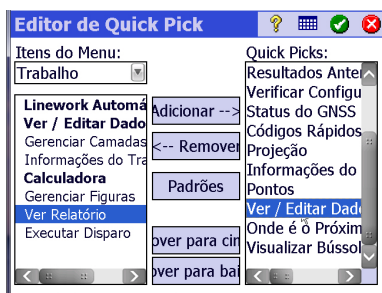 Editor de Quick Pick
Itens do Menu:
Trabalho
Linework Automá
Ver / Editar Dado
Gerenciar Camadas
Informações do Tra
Calculadora
Gerenciar Figuras
Ver Relatório
Executar Disparo
Adicionar -->
<-- Remover
Padrões
over para cim
over para bai
Quick Picks:
Resultados Anter
Verificar Configu
Status do GNSS
Códigos Rápidos
Projeção
Informações do
Pontos
Ver / Editar Dado
Onde é o Próxim
Visualizar Bússol